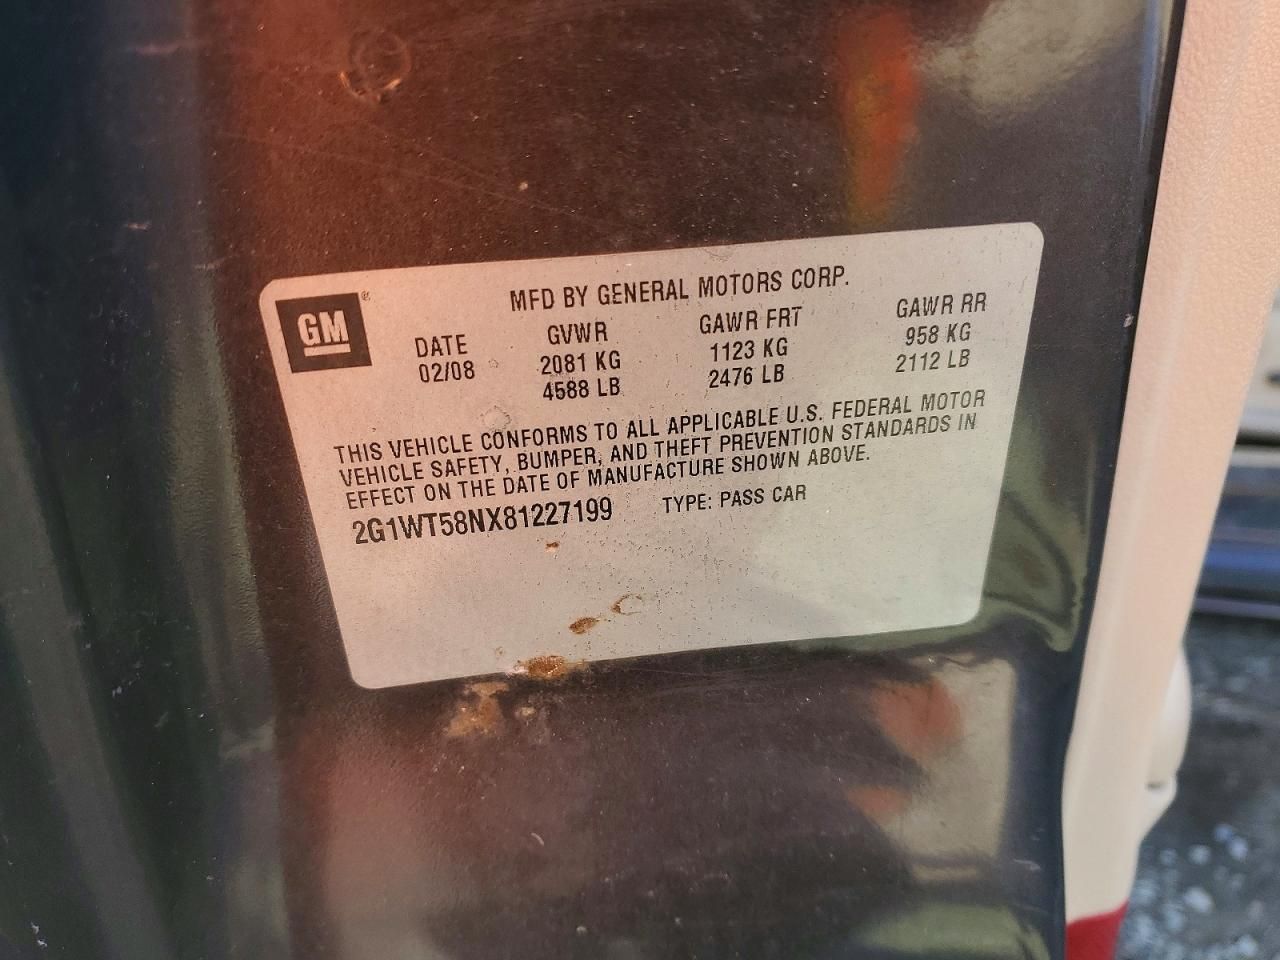 GM®
MFD BY GENERAL MOTORS CORP.
DATE GVWR GAWR FRT GAWR RR
02/08 2081 KG 1123 KG 958 KG
4588 LB 2476 LB 2112 LB
THIS VEHICLE CONFORMS TO ALL APPLICABLE U.S. FEDERAL MOTOR
VEHICLE SAFETY, BUMPER, AND THEFT PREVENTION STANDARDS IN
EFFECT ON THE DATE OF MANUFACTURE SHOWN ABOVE.
2G1WT58NX81227199 TYPE: PASS CAR